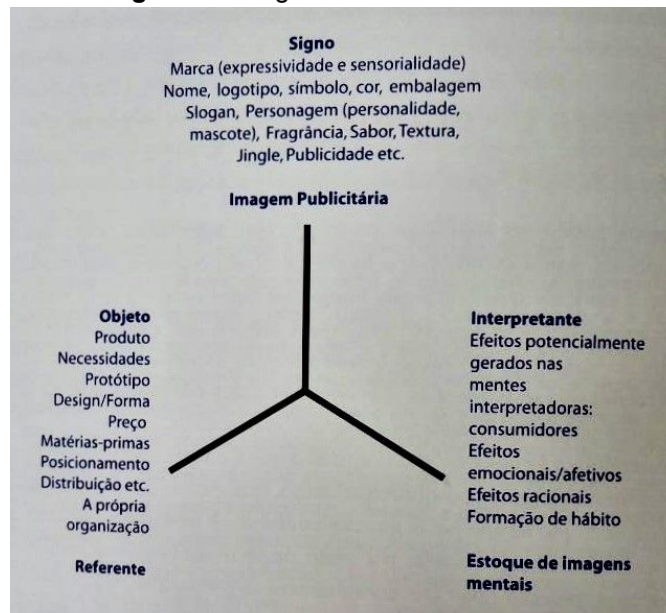 Signo
Marca (expressividade e sensorialidade)
Nome, logotipo, símbolo, cor, embalagem
Slogan, Personagem (personalidade,
mascote), Fragrância, Sabor, Textura,
Jingle, Publicidade etc.
Imagem Publicitária
Objeto
Produto
Necessidades
Protótipo
Design/Forma
Preço
Matérias-primas
Posicionamento
Distribuição etc.
A própria
organização
Referente
Interpretante
Efeitos potencialmente
gerados nas
mentes
interpretadoras:
consumidores
Efeitos
emocionais/afetivos
Efeitos racionais
Formação de hábito
Estoque de imagens
mentais